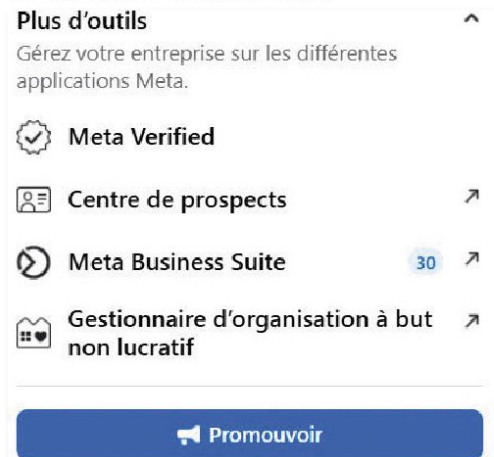 Plus d’outils
Gérez votre entreprise sur les différentes
applications Meta.
Meta Verified
Centre de prospects
Meta Business Suite 30
Gestionnaire d’organisation à but
non lucratif
Promouvoir